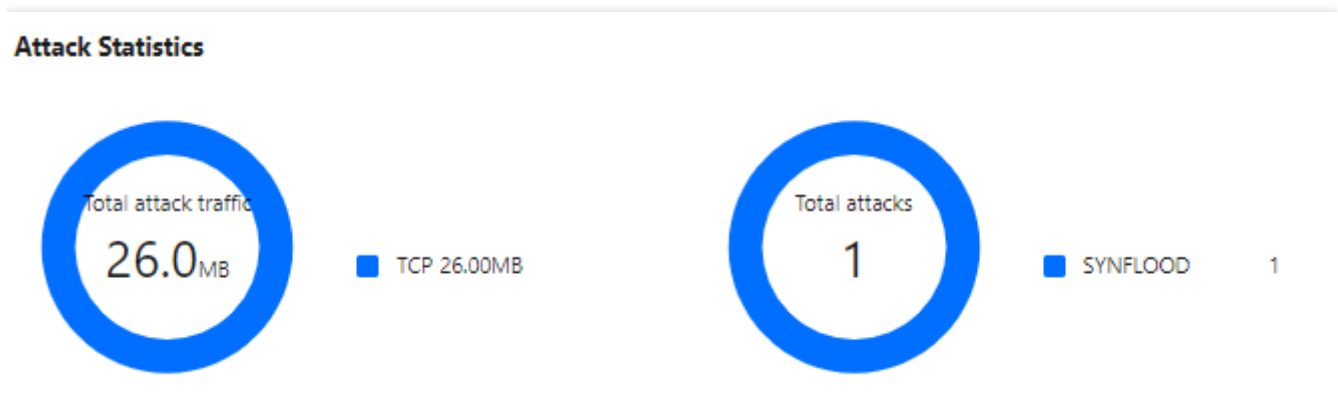 Attack Statistics
Total attack traffic
26.0MB
TCP 26.00MB
Total attacks
1
SYNFLOOD 1